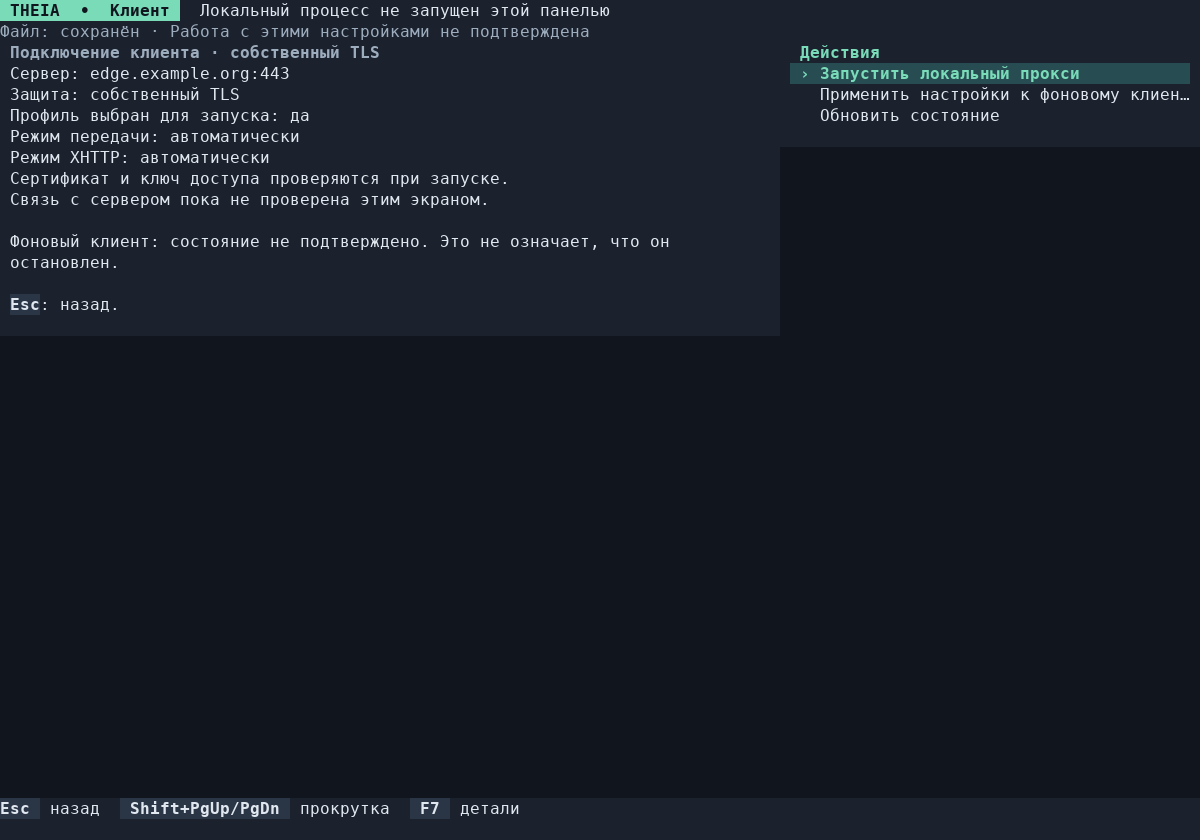 THEIA • Клиент Локальный процесс не запущен этой панелью
Файл: сохранён · Работа с этими настройками не подтверждена
Подключение клиента · собственный TLS
Сервер: edge.example.org:443
Защита: собственный TLS
Профиль выбран для запуска: да
Режим передачи: автоматически
Режим XHTTP: автоматически
Сертификат и ключ доступа проверяются при запуске.
Связь с сервером пока не проверена этим экраном.
Фоновый клиент: состояние не подтверждено. Это не означает, что он
остановлен.
Esc: назад.
Действия
› Запустить локальный прокси
Применить настройки к фоновому клиен…
Обновить состояние
Esc назад Shift+PgUp/PgDn прокрутка F7 детали